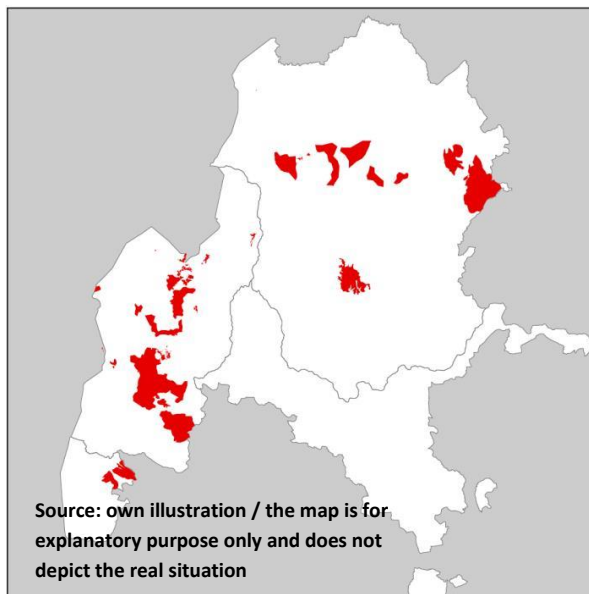 Source: own illustration / the map is for
explanatory purpose only and does not
depict the real situation